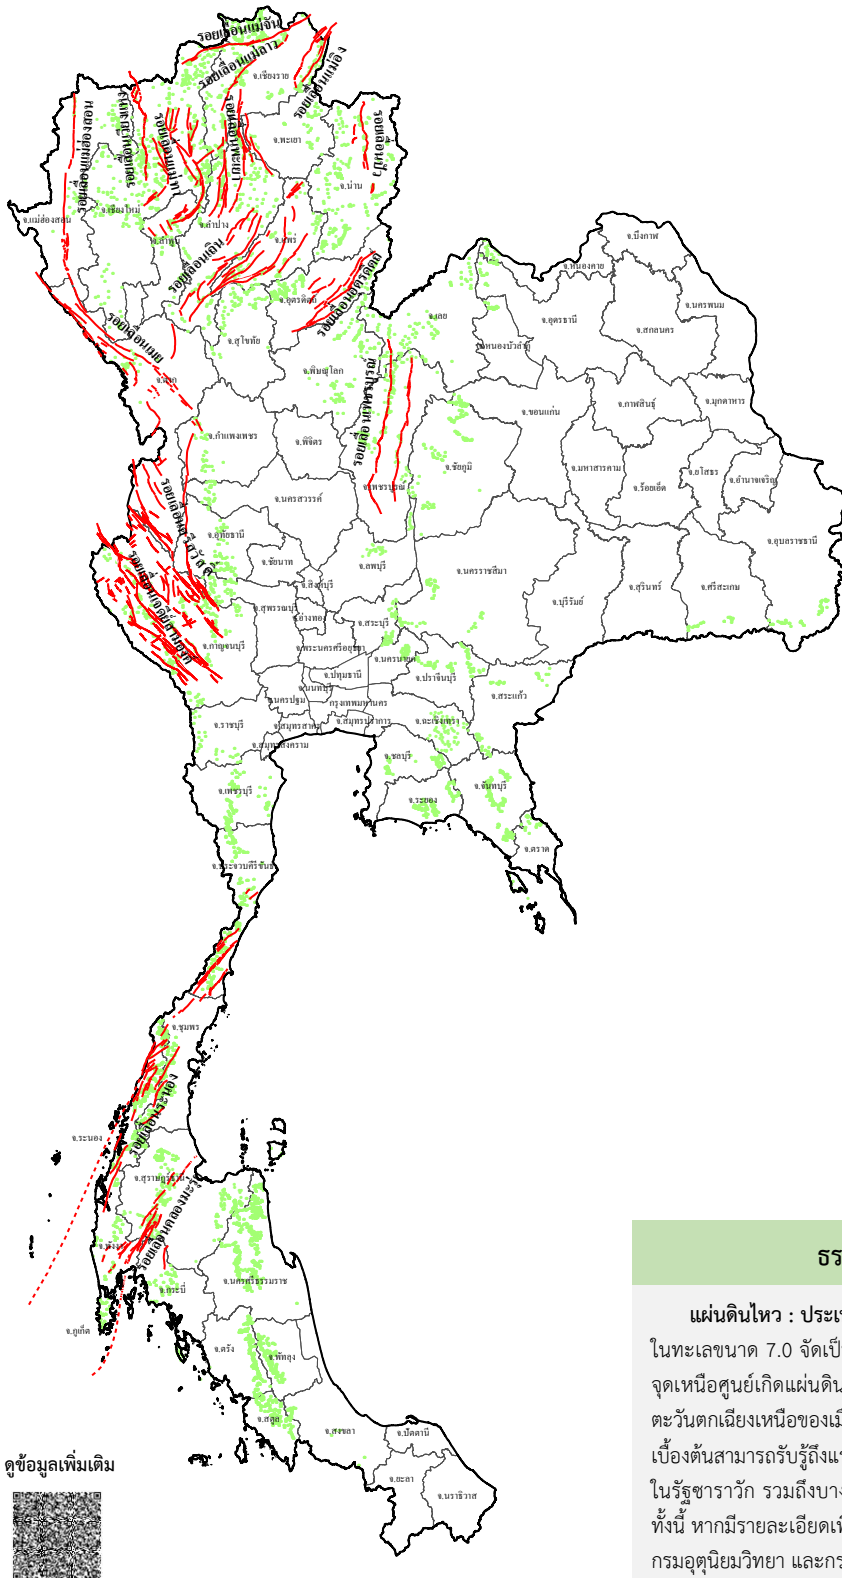 รอยเลื่อนแม่จัน
รอยเลื่อนแม่ลาว
จ.เชียงราย
รอยเลื่อนแม่อิง
รอยเลื่อนแม่ฮ่องสอน
รอยเลื่อนแม่ทา
รอยเลื่อนพะเยา
รอยเลื่อนปัว
จ.พะเยา
จ.น่าน
จ.แม่ฮ่องสอน
จ.เชียงใหม่
จ.ลำปาง
จ.ลำพูน
จ.แพร่
รอยเลื่อนเถิน
รอยเลื่อนอุตรดิตถ์
จ.อุตรดิตถ์
รอยเลื่อนเมย
จ.สุโขทัย
จ.ตาก
จ.พิษณุโลก
รอยเลื่อนเพชรบูรณ์
จ.เลย
จ.บึงกาฬ
จ.หนองคาย
จ.นครพนม
จ.อุดรธานี
จ.สกลนคร
จ.หนองบัวลำภู
จ.กำแพงเพชร
จ.พิจิตร
จ.ขอนแก่น
จ.กาฬสินธุ์
จ.มุกดาหาร
จ.ชัยภูมิ
จ.มหาสารคาม
จ.ร้อยเอ็ด
จ.ยโสธร
จ.อำนาจเจริญ
จ.เพชรบูรณ์
จ.นครสวรรค์
รอยเลื่อนศรีสวัสดิ์
จ.อุทัยธานี
จ.ชัยนาท
จ.ลพบุรี
จ.นครราชสีมา
จ.บุรีรัมย์
จ.สุรินทร์
จ.ศรีสะเกษ
จ.อุบลราชธานี
รอยเลื่อนเจดีย์สามองค์
จ.สิงห์บุรี
จ.สุพรรณบุรี
จ.อ่างทอง
จ.สระบุรี
จ.กาญจนบุรี
จ.พระนครศรีอยุธยา
จ.นครนายก
จ.ปทุมธานี
จ.ปราจีนบุรี
จ.นนทบุรี
จ.สระแก้ว
จ.นครปฐม
กรุงเทพมหานคร
จ.ราชบุรี
จ.สมุทรสาคร
จ.สมุทรปราการ
จ.ฉะเชิงเทรา
จ.สมุทรสงคราม
จ.ชลบุรี
จ.เพชรบุรี
จ.ระยอง
จ.จันทบุรี
จ.ตราด
จ.ประจวบคีรีขันธ์
จ.ชุมพร
รอยเลื่อนระนอง
จ.ระนอง
จ.สุราษฎร์ธานี
รอยเลื่อนคลองมะรุ่ย
จ.พังงา
จ.กระบี่
จ.นครศรีธรรมราช
จ.ภูเก็ต
จ.ตรัง
จ.พัทลุง
จ.สตูล
จ.สงขลา
จ.ปัตตานี
จ.ยะลา
จ.นราธิวาส
ดูข้อมูลเพิ่มเติม
ธร
แผ่นดินไหว : ประเท
ในทะเลขนาด 7.0 จัดเป็
จุดเหนือศูนย์เกิดแผ่นดิน
ตะวันตกเฉียงเหนือของเมื
เบื้องต้นสามารถรับรู้ถึงแร
ในรัฐซาราวัก รวมถึงบาง
ทั้งนี้ หากมีรายละเอียดเพิ
กรมอุตุนิยมวิทยา และกร